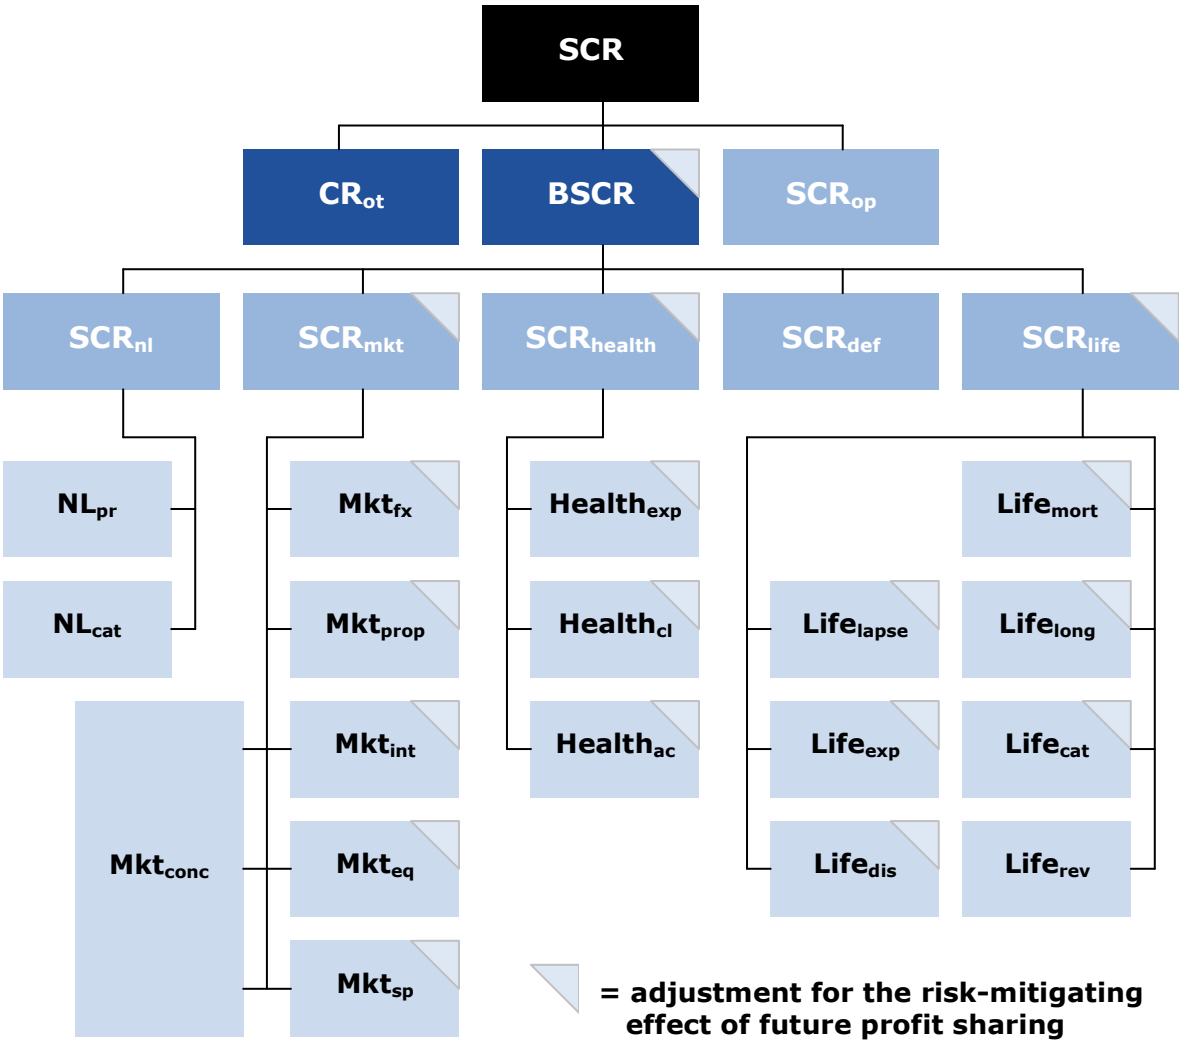 SCR
CRot
BSCR
SCRop
SCRnl
SCRmkt
SCRhealth
SCRdef
SCRlife
NLpr
Mktfx
Healthexp
Lifemort
NLcat
Mktprop
Healthcl
Lifelapse
Lifelong
Mktconc
Mktint
Healthac
Lifeexp
Lifecat
Mkteq
Lifedis
Liferev
Mktsp
= adjustment for the risk-mitigating
effect of future profit sharing